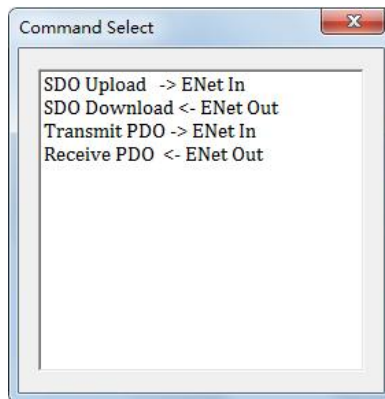 Command Select
SDO Upload -> ENet In
SDO Download <- ENet Out
Transmit PDO -> ENet In
Receive PDO <- ENet Out